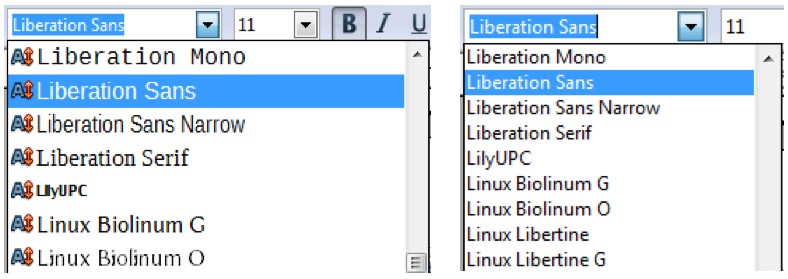 Liberation Sans 11 B I U
Liberation Mono
Liberation Sans
Liberation Sans Narrow
Liberation Serif
LilyUPC
Linux Biolinum G
Linux Biolinum O
Liberation Sans 11
Liberation Mono
Liberation Sans
Liberation Sans Narrow
Liberation Serif
LilyUPC
Linux Biolinum G
Linux Biolinum O
Linux Libertine
Linux Libertine G